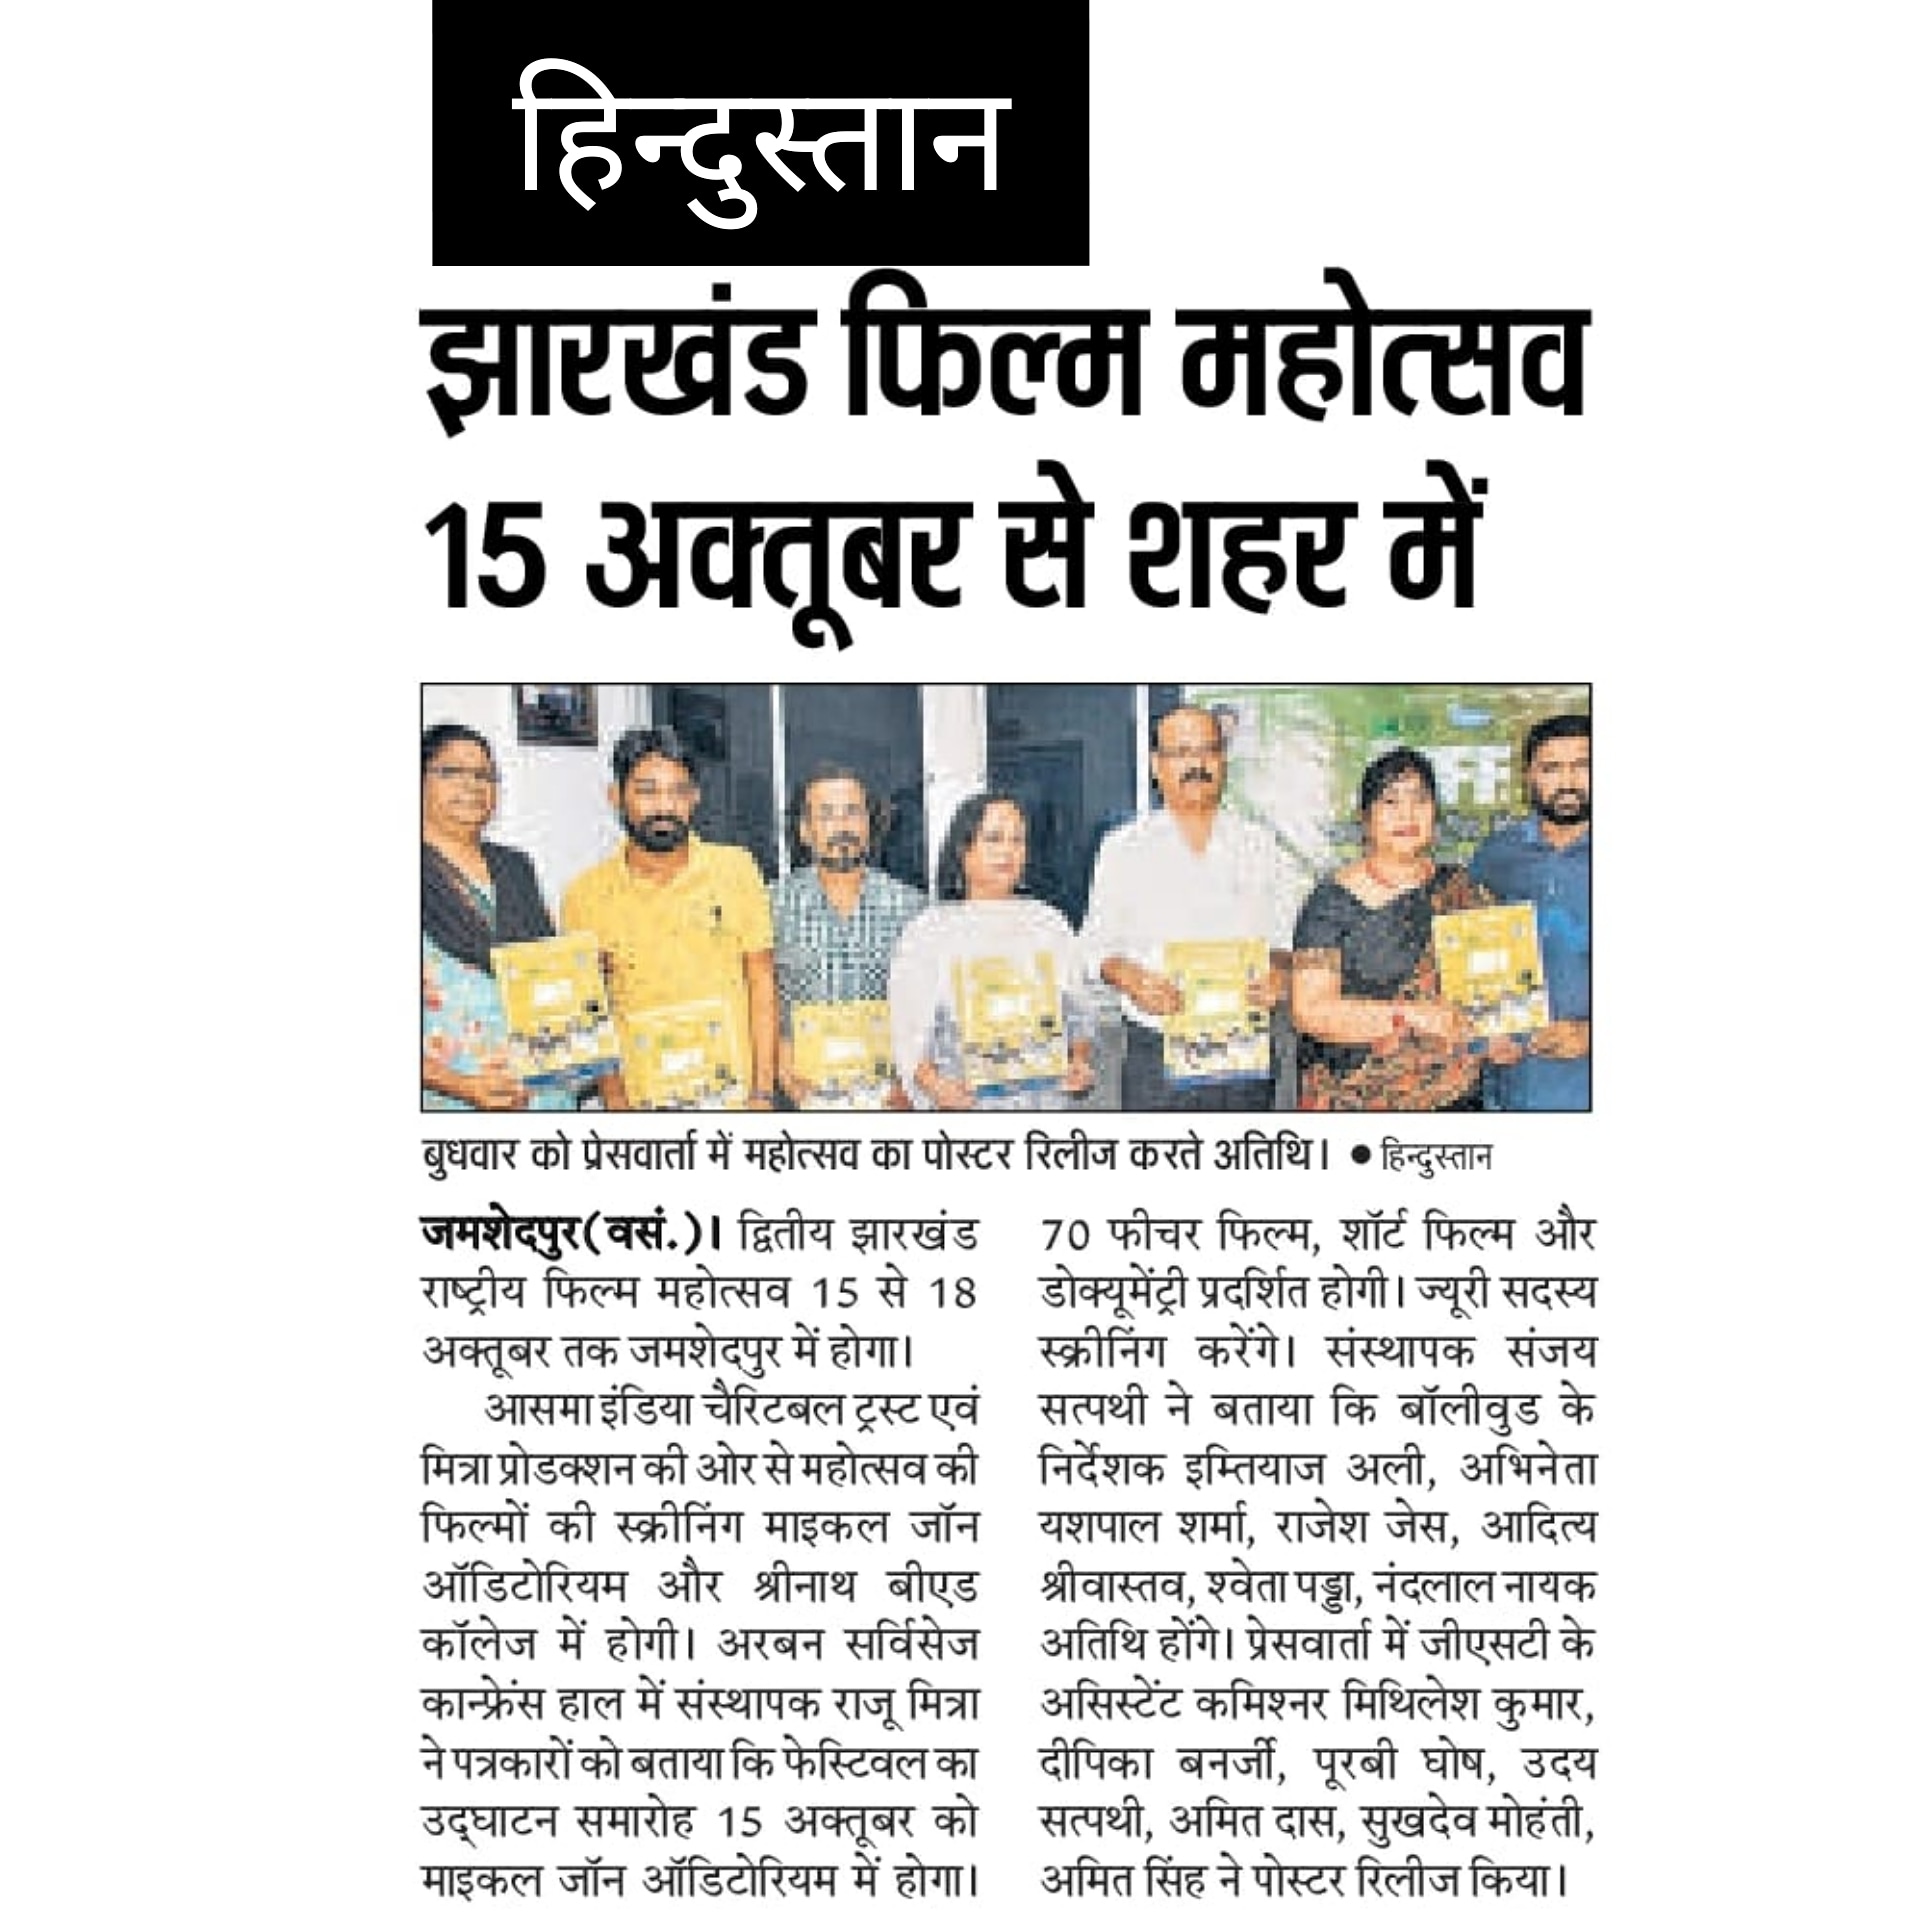 हिन्दुस्तान
झारखंड फिल्म महोत्सव
15 अक्तूबर से शहर में
बुधवार को प्रेसवार्ता में महोत्सव का पोस्टर रिलीज करते अतिथि। ● हिन्दुस्तान
जमशेदपुर(वसं.)। द्वितीय झारखंड
राष्ट्रीय फिल्म महोत्सव 15 से 18
अक्तूबर तक जमशेदपुर में होगा।
आसमा इंडिया चैरिटबल ट्रस्ट एवं
मित्रा प्रोडक्शन की ओर से महोत्सव की
फिल्मों की स्क्रीनिंग माइकल जॉन
ऑडिटोरियम और श्रीनाथ बीएड
कॉलेज में होगी। अरबन सर्विसेज
कान्फ्रेंस हाल में संस्थापक राजू मित्रा
ने पत्रकारों को बताया कि फेस्टिवल का
उद्घाटन समारोह 15 अक्तूबर को
माइकल जॉन ऑडिटोरियम में होगा।
70 फीचर फिल्म, शॉर्ट फिल्म और
डोक्यूमेंट्री प्रदर्शित होगी। ज्यूरी सदस्य
स्क्रीनिंग करेंगे। संस्थापक संजय
सत्पथी ने बताया कि बॉलीवुड के
निर्देशक इम्तियाज अली, अभिनेता
यशपाल शर्मा, राजेश जेस, आदित्य
श्रीवास्तव, श्वेता पड्डा, नंदलाल नायक
अतिथि होंगे। प्रेसवार्ता में जीएसटी के
असिस्टेंट कमिश्नर मिथिलेश कुमार,
दीपिका बनर्जी, पूरबी घोष, उदय
सत्पथी, अमित दास, सुखदेव मोहंती,
अमित सिंह ने पोस्टर रिलीज किया।